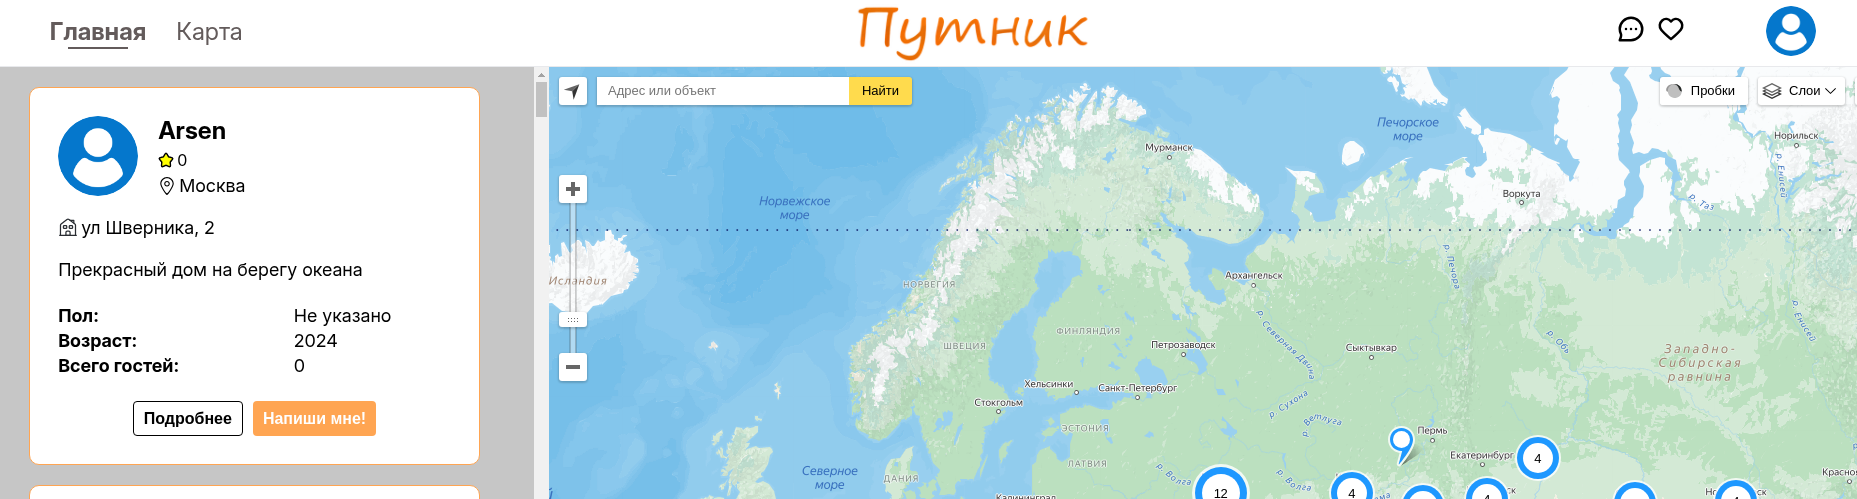 Главная Карта
Путник
Arsen
0
Москва
ул Шверника, 2
Прекрасный дом на берегу океана
Пол: Не указано
Возраст: 2024
Всего гостей: 0
Подробнее Напиши мне!
Адрес или объект Найти
Пробки Слои
Печорское
море
Норильск
Мурманск
р. Енисей
Воркута
р. Таз
Норвежское
море
Исландия
Архангельск
р. Печора
НОРВЕГИЯ
р. Енисей
ФИНЛЯНДИЯ
р. Северная Двина
р. Обь
ШВЕЦИЯ
Петрозаводск
Сыктывкар
Западно-
Сибирская
равнина
Хельсинки
Санкт-Петербург
Стокгольм
р. Сухона
р. Ветлуга
ЭСТОНИЯ
Пермь
Екатеринбург
4
ЛАТВИЯ
Северное
море
ДАНИЯ
р. Волга
р. Волга
Калининград
12
4
4